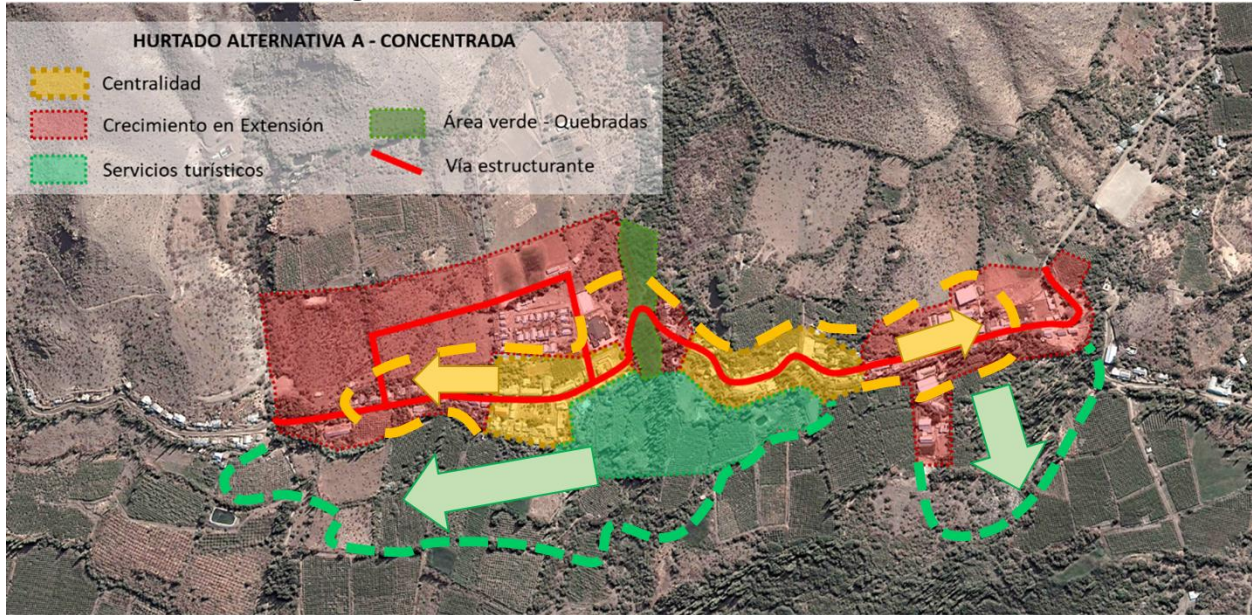 HURTADO ALTERNATIVA A - CONCENTRADA
Centralidad
Crecimiento en Extensión
Área verde - Quebradas
Servicios turísticos
Vía estructurante